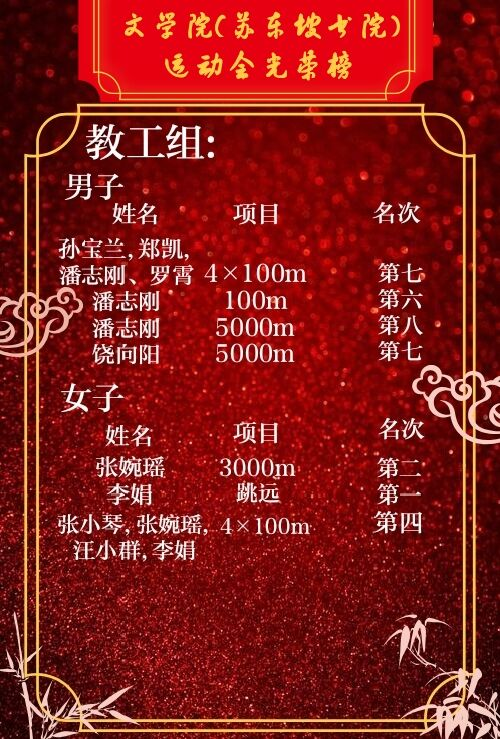 文学院(苏东坡书院)
运动会光荣榜
教工组:
男子
姓名 项目 名次
孙宝兰,郑凯,
潘志刚、罗霄 4×100m 第七
潘志刚 100m 第六
潘志刚 5000m 第八
饶向阳 5000m 第七
女子
姓名 项目 名次
张婉瑶 3000m 第二
李娟 跳远 第一
张小琴,张婉瑶, 4×100m 第四
汪小群,李娟